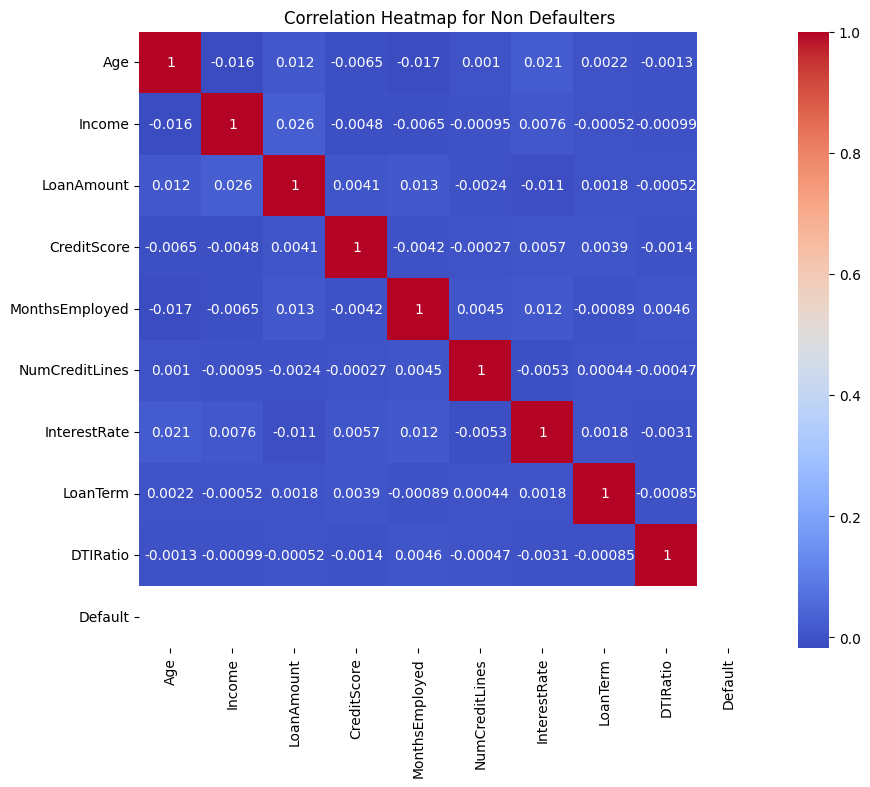 Correlation Heatmap for Non Defaulters
Age 1 -0.016 0.012 -0.0065 -0.017 0.001 0.021 0.0022 -0.0013
Income -0.016 1 0.026 -0.0048 -0.0065 -0.00095 0.0076 -0.00052 -0.00099
LoanAmount 0.012 0.026 1 0.0041 0.013 -0.0024 -0.011 0.0018 -0.00052
CreditScore -0.0065 -0.0048 0.0041 1 -0.0042 -0.00027 0.0057 0.0039 -0.0014
MonthsEmployed -0.017 -0.0065 0.013 -0.0042 1 0.0045 0.012 -0.00089 0.0046
NumCreditLines 0.001 -0.00095 -0.0024 -0.00027 0.0045 1 -0.0053 0.00044 -0.00047
InterestRate 0.021 0.0076 -0.011 0.0057 0.012 -0.0053 1 0.0018 -0.0031
LoanTerm 0.0022 -0.00052 0.0018 0.0039 -0.00089 0.00044 0.0018 1 -0.00085
DTIRatio -0.0013 -0.00099 -0.00052 -0.0014 0.0046 -0.00047 -0.0031 -0.00085 1
Default
Age
Income
LoanAmount
CreditScore
MonthsEmployed
NumCreditLines
InterestRate
LoanTerm
DTIRatio
Default
1.0
0.8
0.6
0.4
0.2
0.0